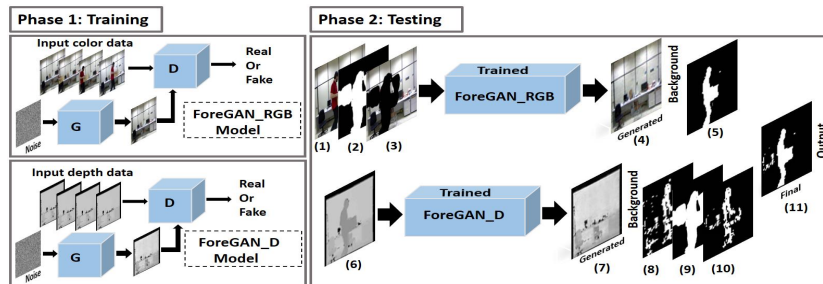 Phase 1: Training
Input color data
D
Real
Or
Fake
G
Noise
ForeGAN_RGB
Model
Input depth data
D
Real
Or
Fake
G
Noise
ForeGAN_D
Model
Phase 2: Testing
Trained
ForeGAN_RGB
(1)
(2)
(3)
Generated
(4)
Background
(5)
Trained
ForeGAN_D
(6)
Generated
(7)
Background
(8)
(9)
(10)
Final
(11)
Output